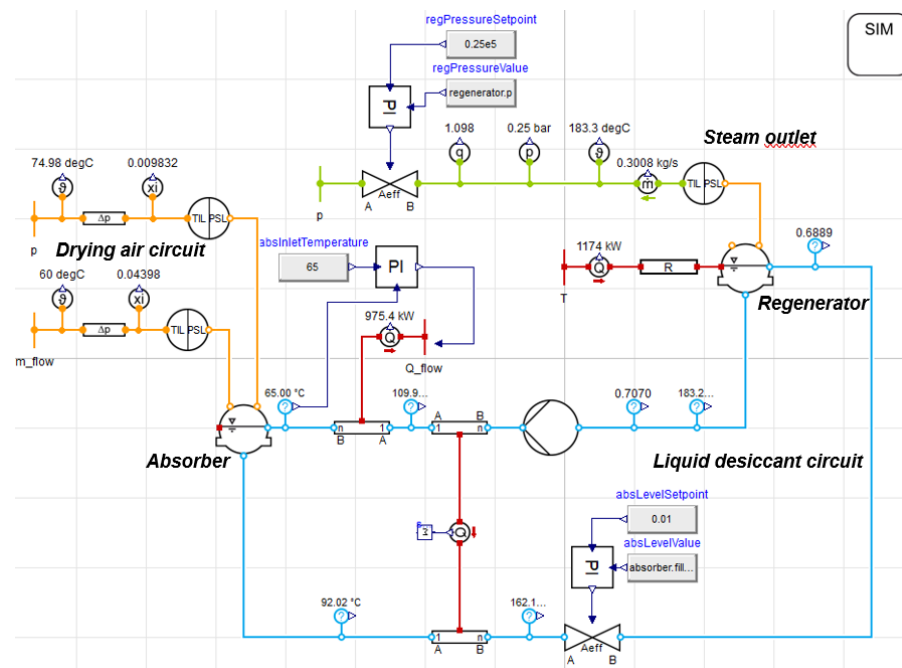 SIM
regPressureSetpoint
0.25e5
regPressureValue
regenerator.p
PI
1.098
0.25 bar
183.3 degC
Steam outlet
q
p
ϑ
0.3008 kg/s
ṁ
TIL PSL
p
Aeff
A B
74.98 degC
0.009832
ϑ
xi
TIL PSL
Δp
p
Drying air circuit
60 degC
0.04398
ϑ
xi
TIL PSL
Δp
m_flow
absInletTemperature
65
PI
975.4 kW
Q
Q_flow
1174 kW
Q
R
T
0.6889
Regenerator
65.00 °C
109.9...
0.7070
183.2...
n 1
B A
A B
1 n
Absorber
Liquid desiccant circuit
Q
absLevelSetpoint
0.01
absLevelValue
absorber.fill...
PI
92.02 °C
162.1...
1 n
A B
Aeff
A B